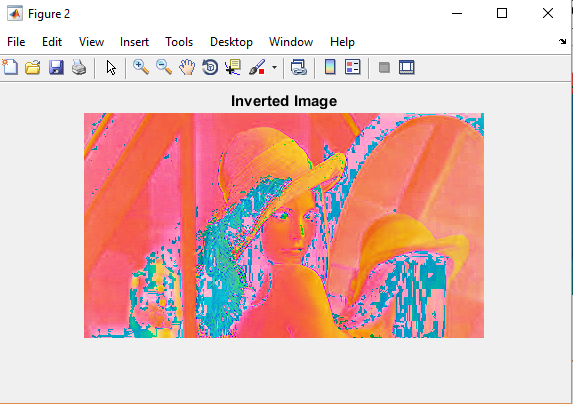 Figure 2
File Edit View Insert Tools Desktop Window Help
Inverted Image